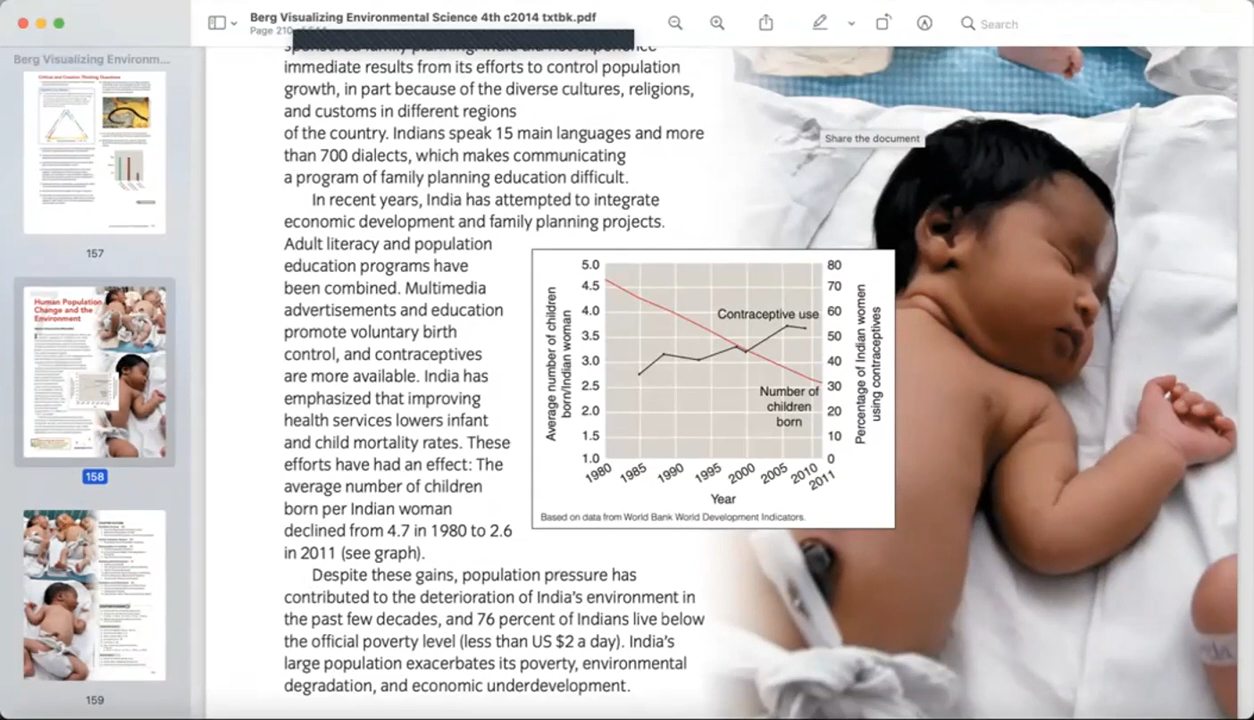 Berg Visualizing Environmental Science 4th c2014 txtbk.pdf
Page 210
Search
Berg Visualizing Environm...
157
Human Population
Change and the
Environment
158
159
sponsored family planning. India did not experience
immediate results from its efforts to control population
growth, in part because of the diverse cultures, religions,
and customs in different regions
of the country. Indians speak 15 main languages and more
than 700 dialects, which makes communicating
a program of family planning education difficult.
In recent years, India has attempted to integrate
economic development and family planning projects.
Adult literacy and population
education programs have
been combined. Multimedia
advertisements and education
promote voluntary birth
control, and contraceptives
are more available. India has
emphasized that improving
health services lowers infant
and child mortality rates. These
efforts have had an effect: The
average number of children
born per Indian woman
declined from 4.7 in 1980 to 2.6
in 2011 (see graph).
Despite these gains, population pressure has
contributed to the deterioration of India's environment in
the past few decades, and 76 percent of Indians live below
the official poverty level (less than US $2 a day). India's
large population exacerbates its poverty, environmental
degradation, and economic underdevelopment.
Share the document
Average number of children
born/Indian woman
5.0
4.5
4.0
3.5
3.0
2.5
2.0
1.5
1.0
Contraceptive use
Number of
children
born
80
70
60
50
40
30
20
10
0
Percentage of Indian women
using contraceptives
1980
1985
1990
1995
2000
2005
2010
2011
Year
Based on data from World Bank World Development Indicators.